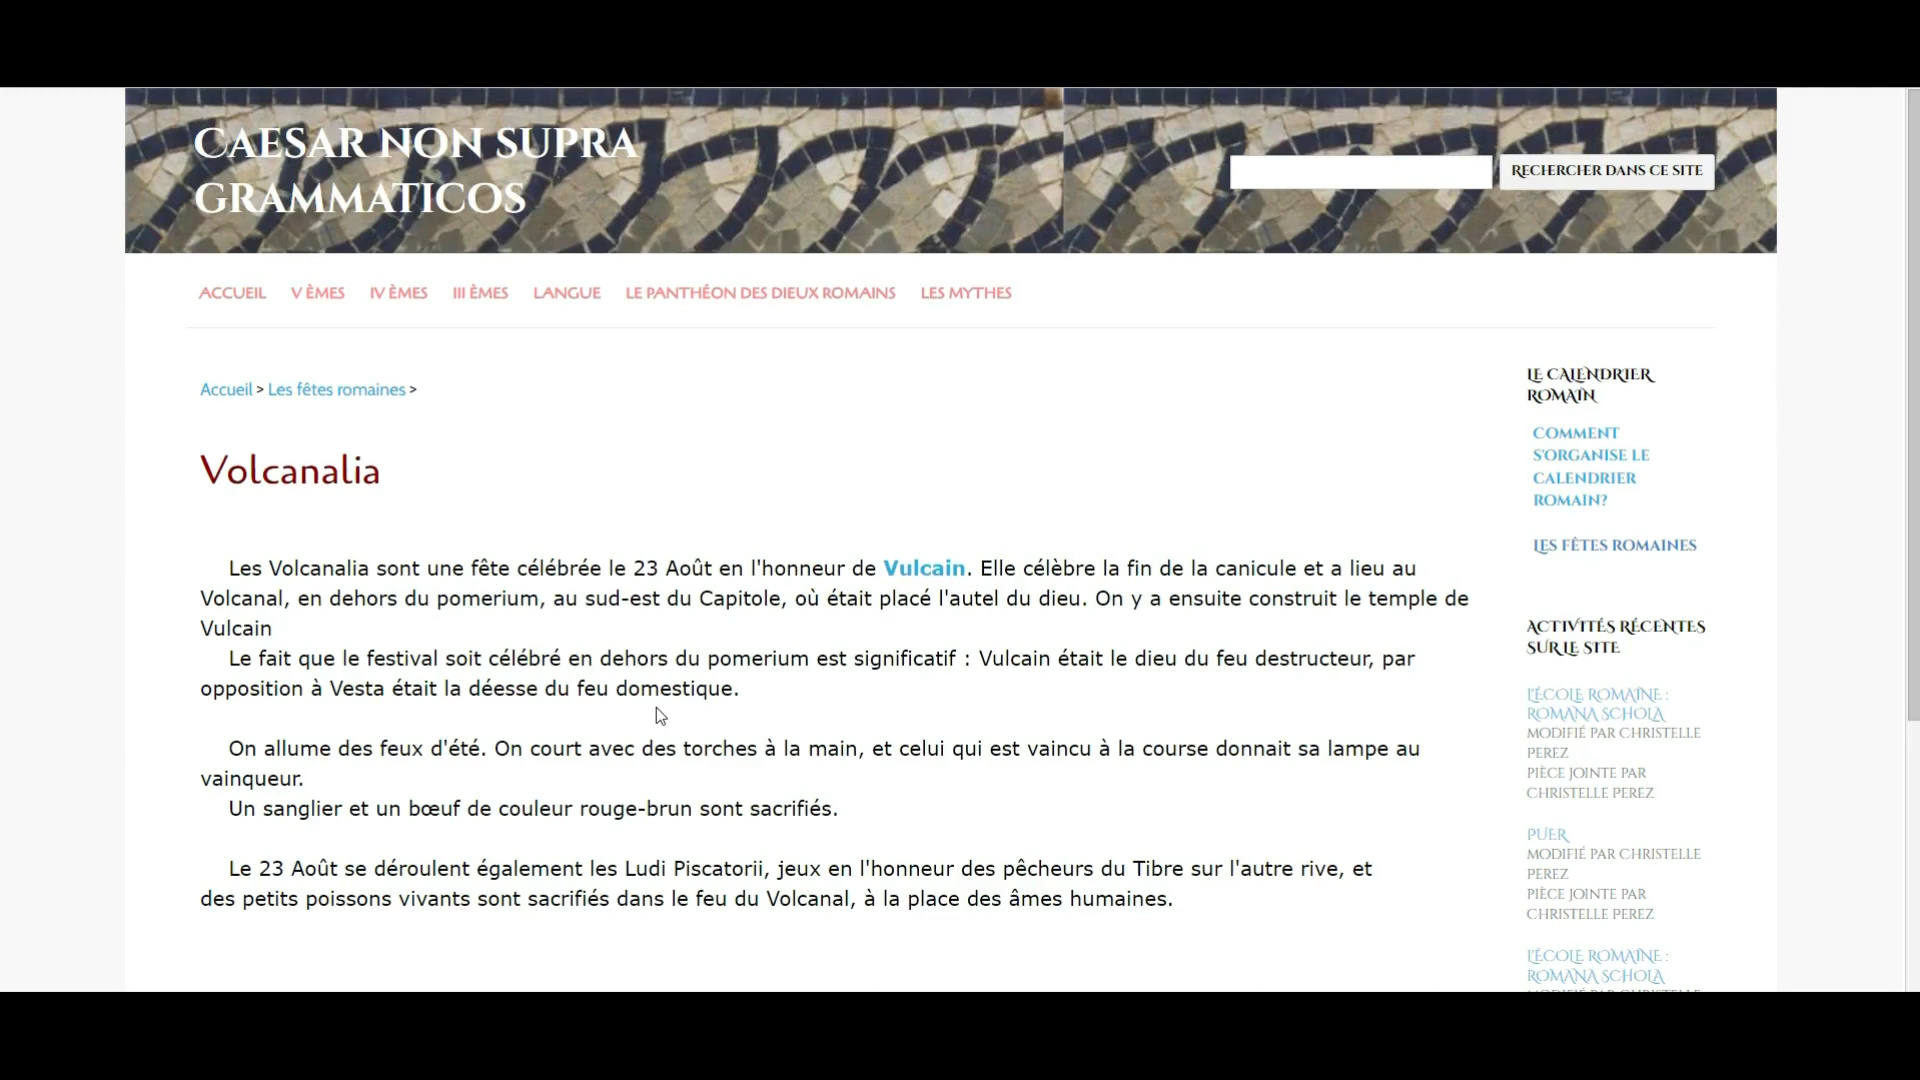 CAESAR NON SUPRA
GRAMMATICOS
RECHERCHER DANS CE SITE
ACCUEIL V ÈMES IV ÈMES III ÈMES LANGUE LE PANTHÉON DES DIEUX ROMAINS LES MYTHES
Accueil > Les fêtes romaines >
Volcanalia
Les Volcanalia sont une fête célébrée le 23 Août en l'honneur de Vulcain. Elle célèbre la fin de la canicule et a lieu au
Volcanal, en dehors du pomerium, au sud-est du Capitole, où était placé l'autel du dieu. On y a ensuite construit le temple de
Vulcain
Le fait que le festival soit célébré en dehors du pomerium est significatif : Vulcain était le dieu du feu destructeur, par
opposition à Vesta était la déesse du feu domestique.
On allume des feux d'été. On court avec des torches à la main, et celui qui est vaincu à la course donnait sa lampe au
vainqueur.
Un sanglier et un bœuf de couleur rouge-brun sont sacrifiés.
Le 23 Août se déroulent également les Ludi Piscatorii, jeux en l'honneur des pêcheurs du Tibre sur l'autre rive, et
des petits poissons vivants sont sacrifiés dans le feu du Volcanal, à la place des âmes humaines.
LE CALENDRIER
ROMAIN
COMMENT
S'ORGANISE LE
CALENDRIER
ROMAIN?
LES FÊTES ROMAINES
ACTIVITÉS RÉCENTES
SUR LE SITE
L'ÉCOLE ROMAINE :
ROMANA SCHOLA
MODIFIÉ PAR CHRISTELLE
PEREZ
PIÈCE JOINTE PAR
CHRISTELLE PEREZ
PUER
MODIFIÉ PAR CHRISTELLE
PEREZ
PIÈCE JOINTE PAR
CHRISTELLE PEREZ
L'ÉCOLE ROMAINE :
ROMANA SCHOLA